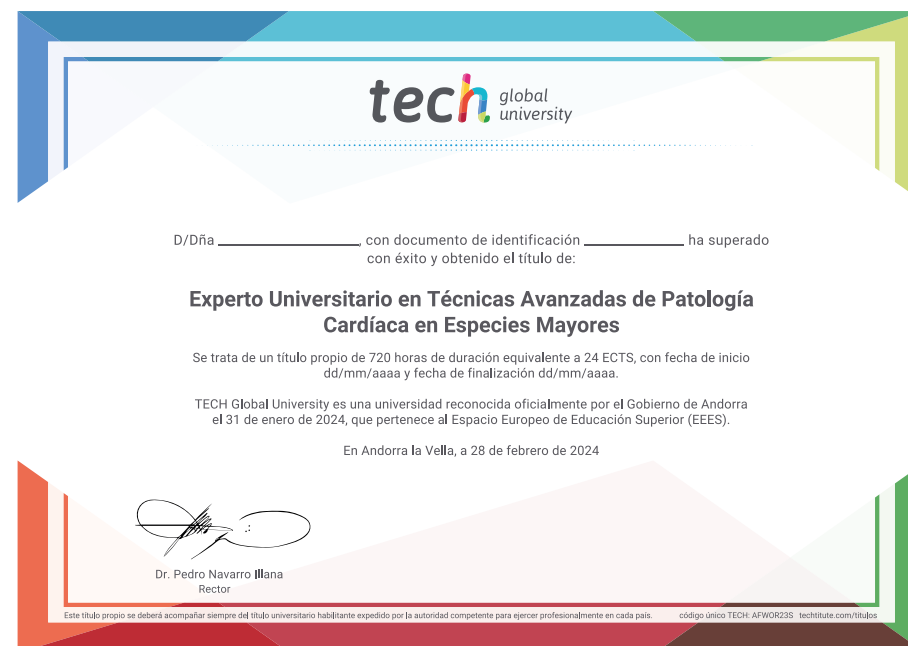 tech global university
D/Dña ____________________, con documento de identificación ______________ ha superado
con éxito y obtenido el título de:
Experto Universitario en Técnicas Avanzadas de Patología
Cardíaca en Especies Mayores
Se trata de un título propio de 720 horas de duración equivalente a 24 ECTS, con fecha de inicio
dd/mm/aaaa y fecha de finalización dd/mm/aaaa.
TECH Global University es una universidad reconocida oficialmente por el Gobierno de Andorra
el 31 de enero de 2024, que pertenece al Espacio Europeo de Educación Superior (EEES).
En Andorra la Vella, a 28 de febrero de 2024
Dr. Pedro Navarro Illana
Rector
Este título propio se deberá acompañar siempre del título universitario habilitante expedido por la autoridad competente para ejercer profesionalmente en cada país. código único TECH: AFWOR23S techtitute.com/titulos